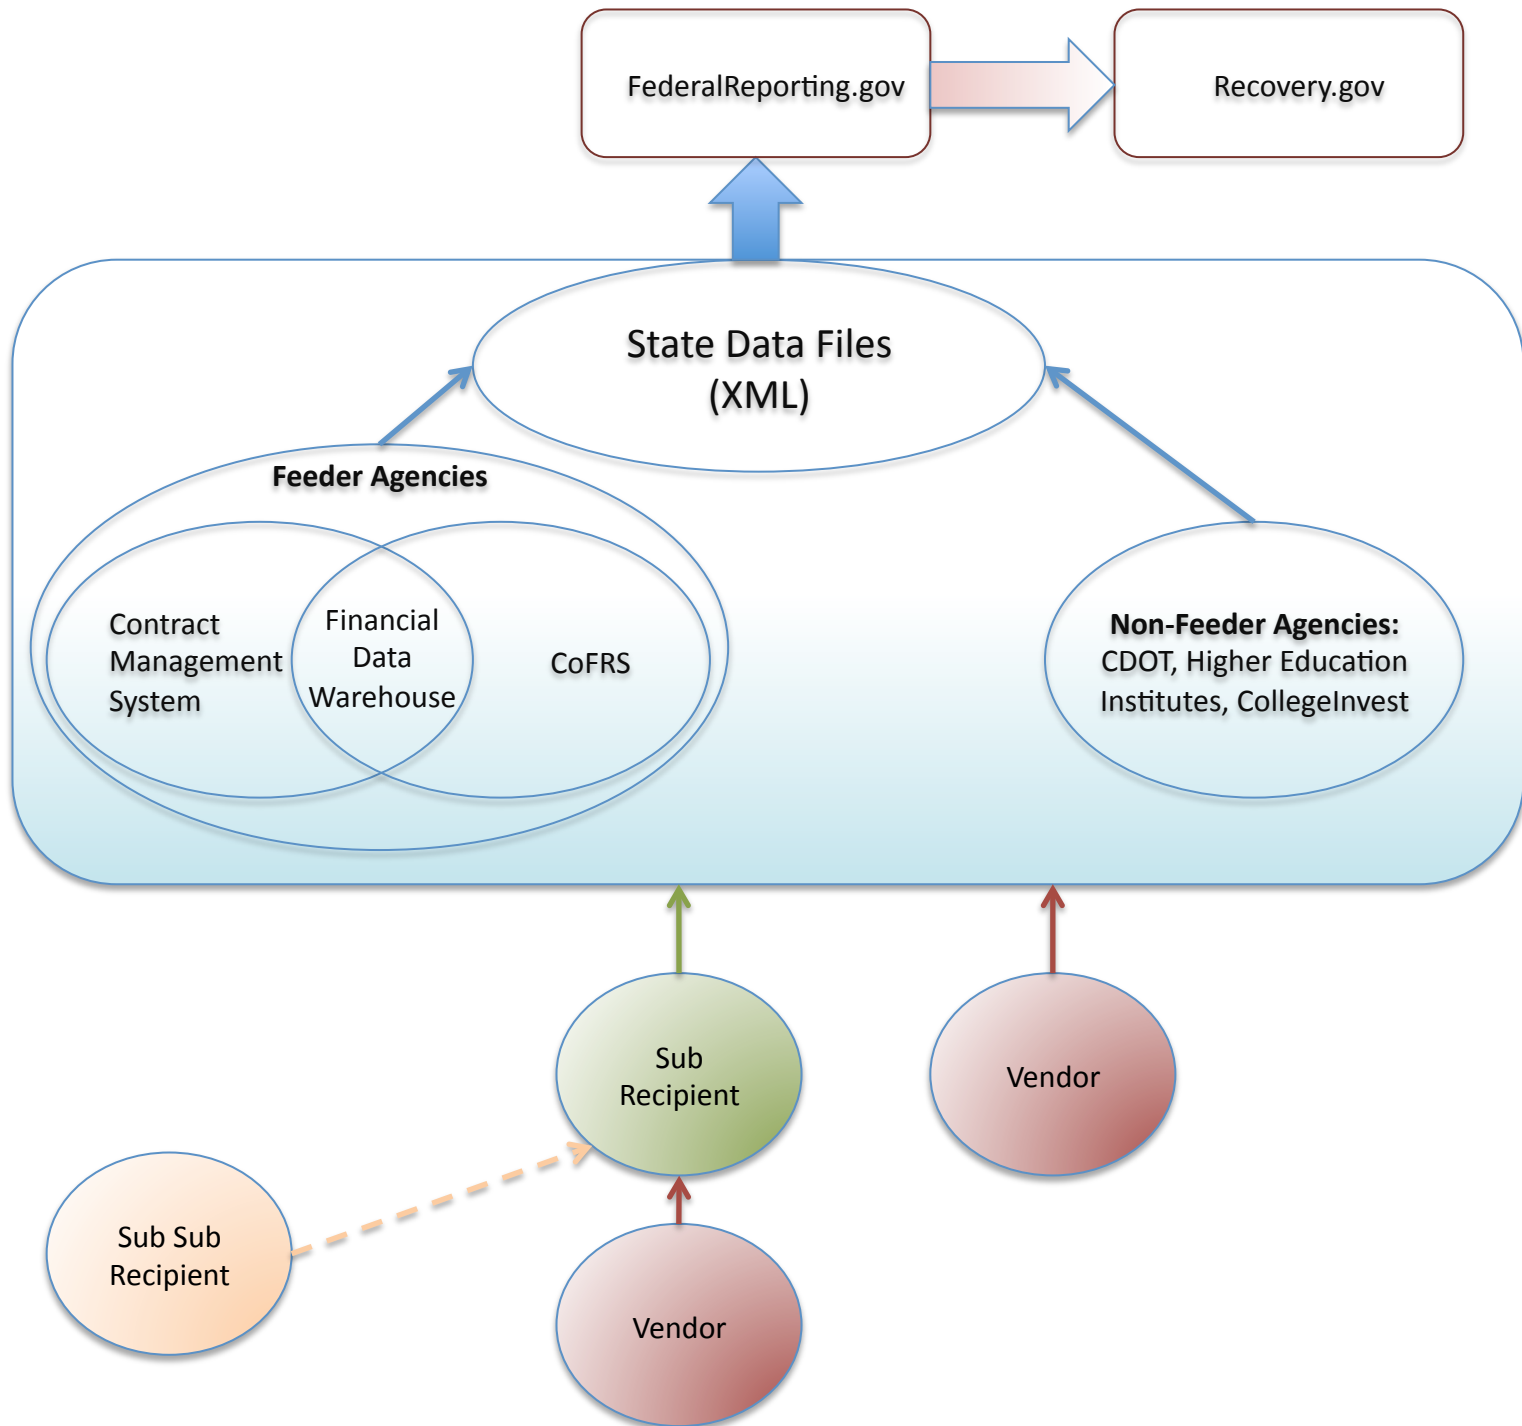 FederalReporting.gov
Recovery.gov
State Data Files
(XML)
Feeder Agencies
Contract
Management
System
Financial
Data
Warehouse
CoFRS
Non-Feeder Agencies:
CDOT, Higher Education
Institutes, CollegeInvest
Sub
Recipient
Vendor
Sub Sub
Recipient
Vendor